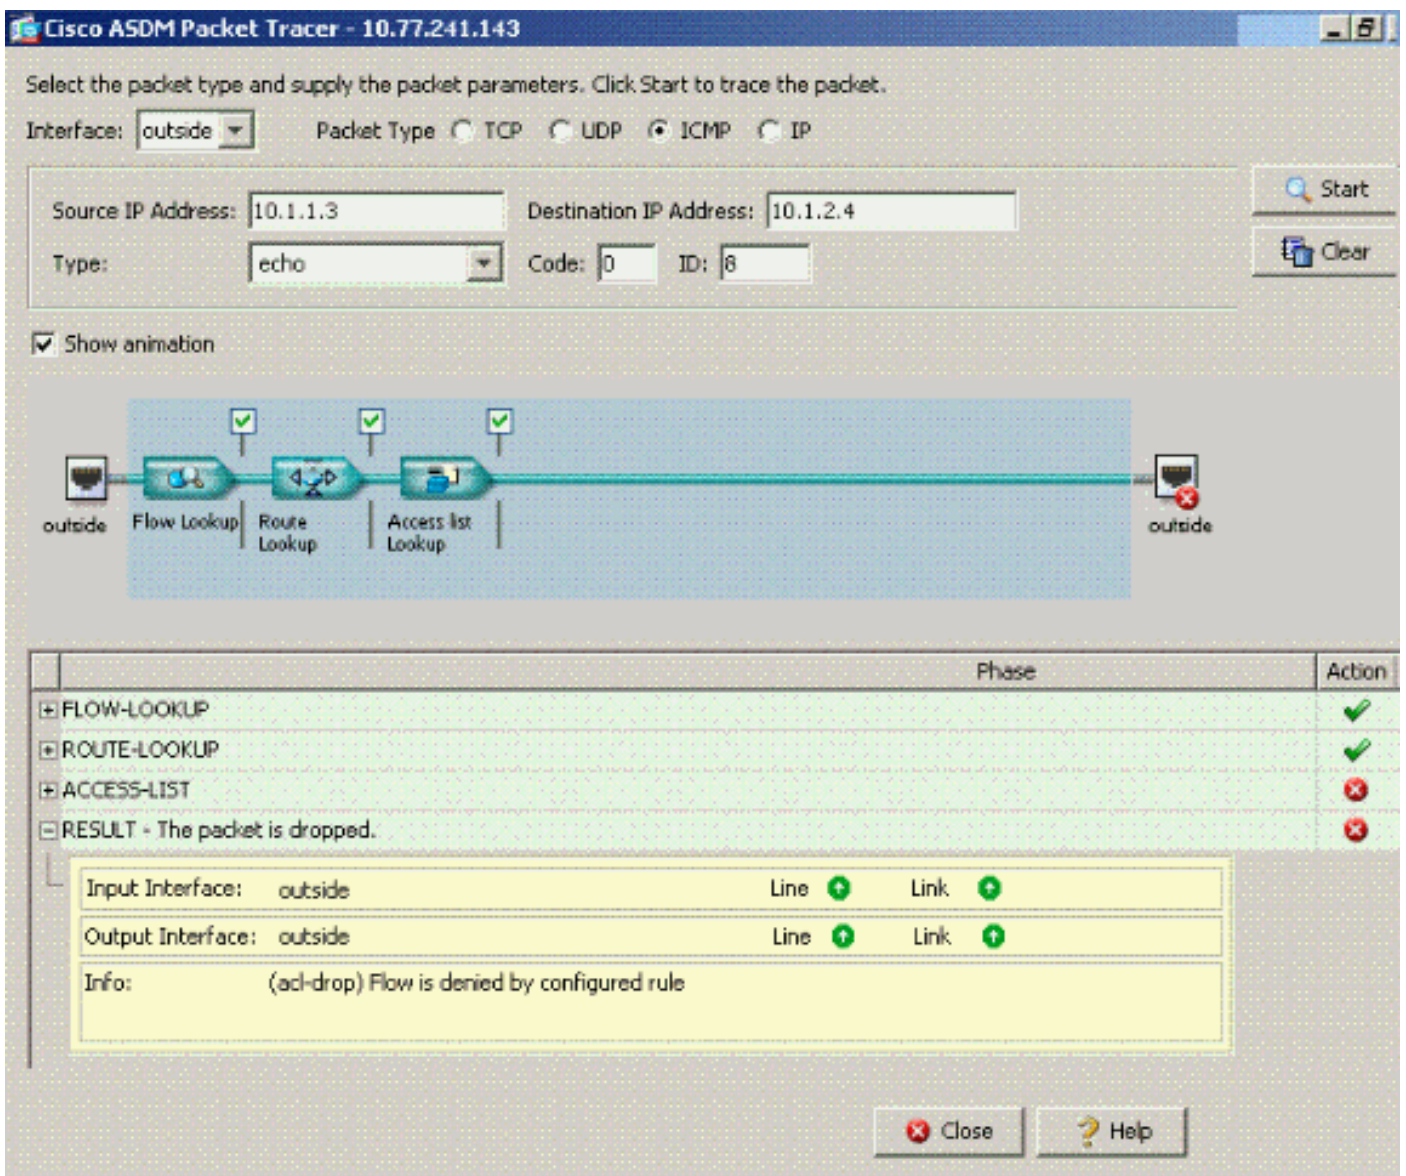 Cisco ASDM Packet Tracer - 10.77.241.143
Select the packet type and supply the packet parameters. Click Start to trace the packet.
Interface: outside Packet Type TCP UDP ICMP IP
Source IP Address: 10.1.1.3 Destination IP Address: 10.1.2.4 Start
Type: echo Code: 0 ID: 8 Clear
Show animation
outside Flow Lookup Route Lookup Access list Lookup outside
Phase Action
FLOW-LOOKUP
ROUTE-LOOKUP
ACCESS-LIST
RESULT - The packet is dropped.
Input Interface: outside Line Link
Output Interface: outside Line Link
Info: (acl-drop) Flow is denied by configured rule
Close Help